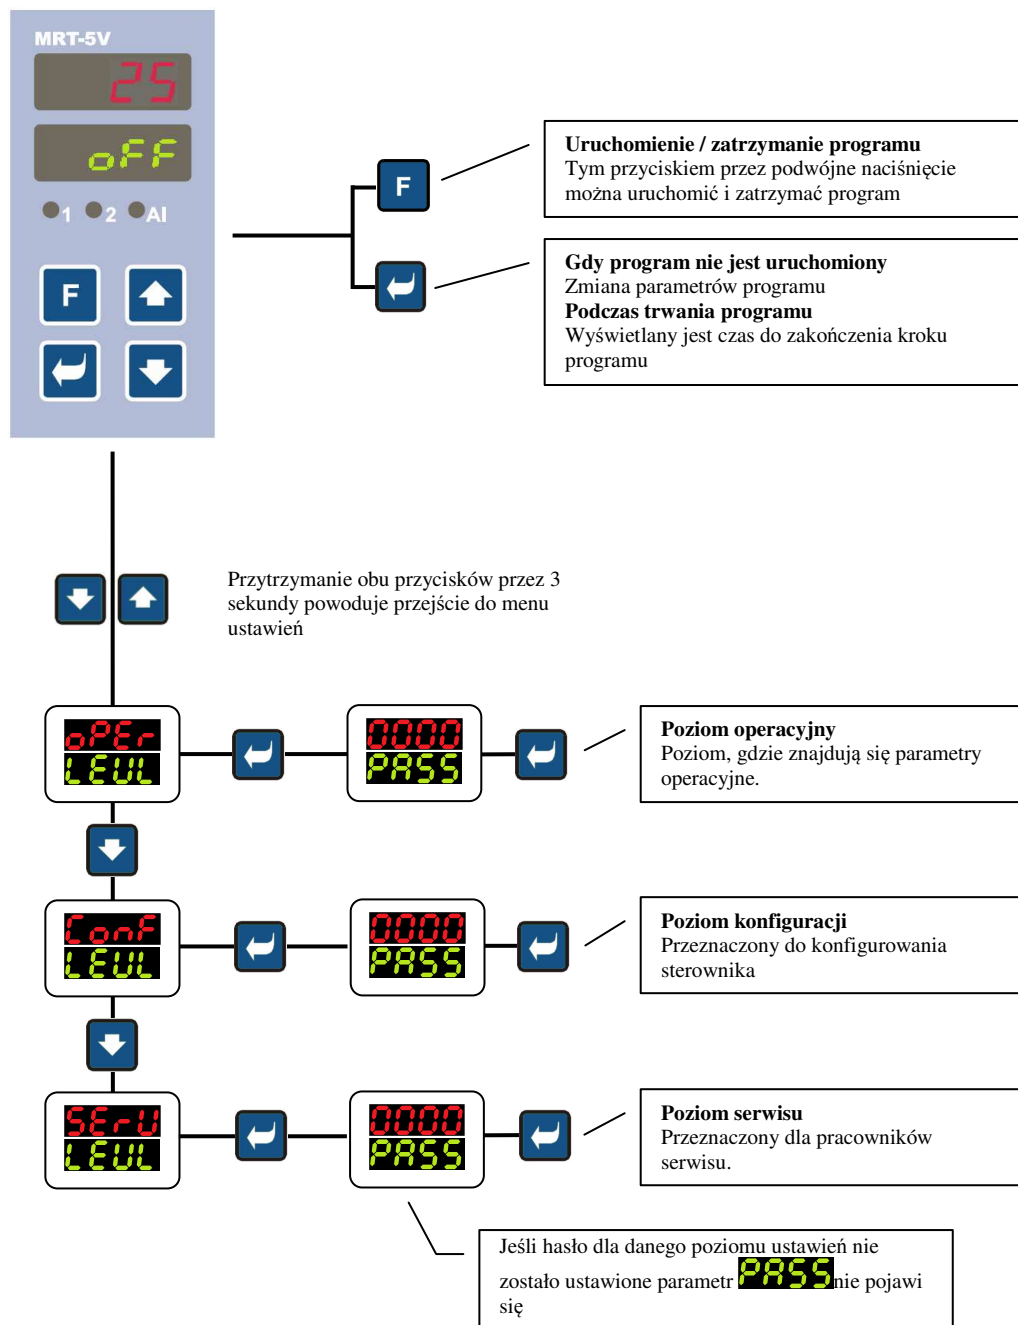 MRT-5V
25
oFF
1 2 AI
F
F
Uruchomienie / zatrzymanie programu
Tym przyciskiem przez podwójne naciśnięcie
można uruchomić i zatrzymać program
Gdy program nie jest uruchomiony
Zmiana parametrów programu
Podczas trwania programu
Wyświetlany jest czas do zakończenia kroku
programu
Przytrzymanie obu przycisków przez 3
sekundy powoduje przejście do menu
ustawień
oPEr
LEVL
0000
PASS
Poziom operacyjny
Poziom, gdzie znajdują się parametry
operacyjne.
ConF
LEVL
0000
PASS
Poziom konfiguracji
Przeznaczony do konfigurowania
sterownika
SErV
LEVL
0000
PASS
Poziom serwisu
Przeznaczony dla pracowników
serwisu.
Jeśli hasło dla danego poziomu ustawień nie
zostało ustawione parametr PASS nie pojawi
się